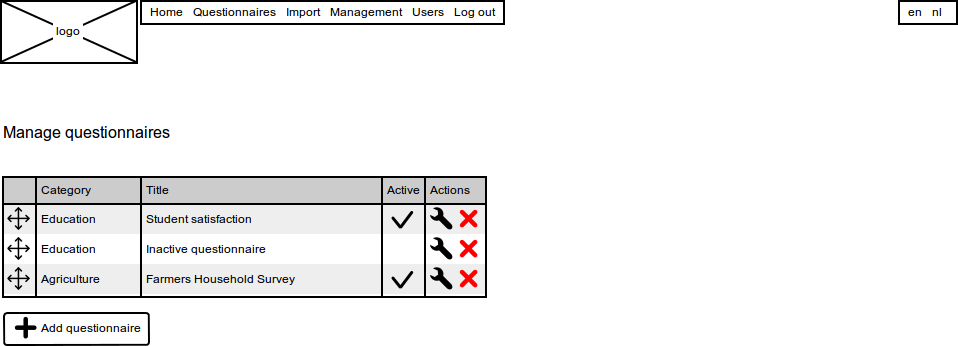 logo
Home Questionnaires Import Management Users Log out
en nl
Manage questionnaires
Category Title Active Actions
Education Student satisfaction
Education Inactive questionnaire
Agriculture Farmers Household Survey
Add questionnaire